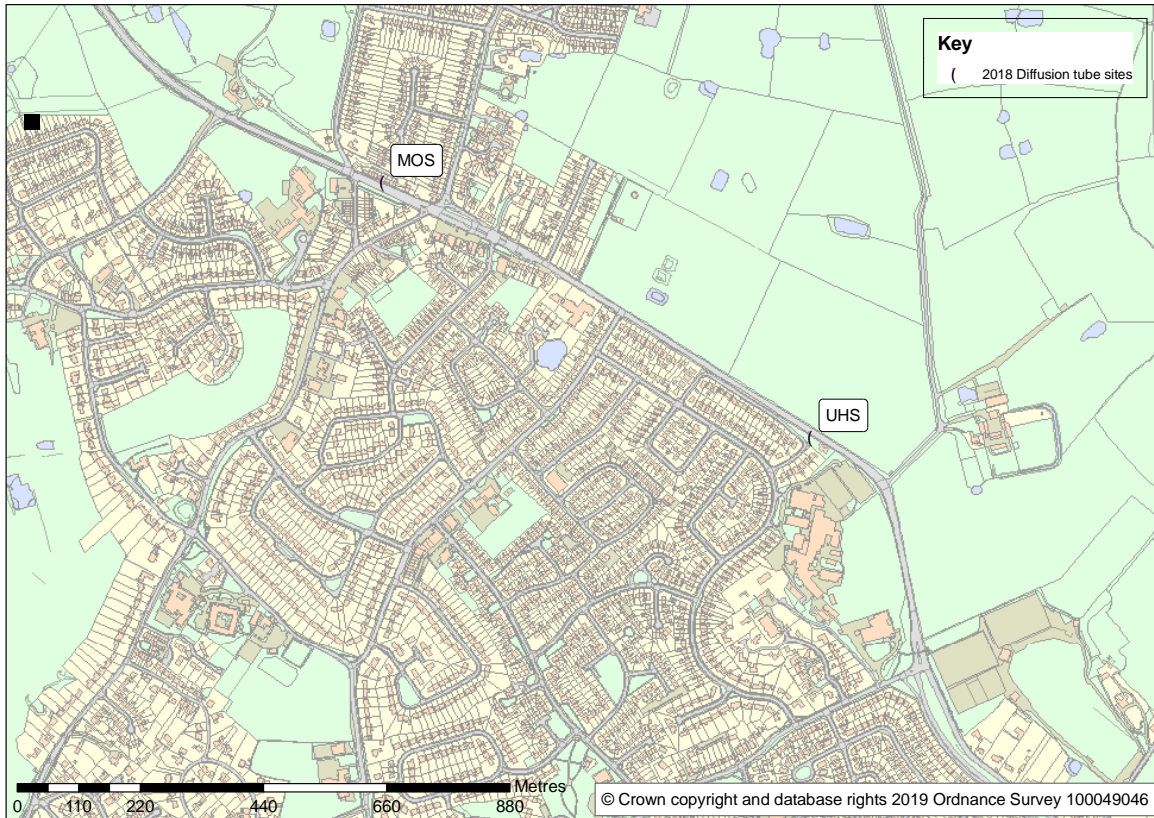 Key
( 2018 Diffusion tube sites
MOS
UHS
Metres
0 110 220 440 660 880
© Crown copyright and database rights 2019 Ordnance Survey 100049046